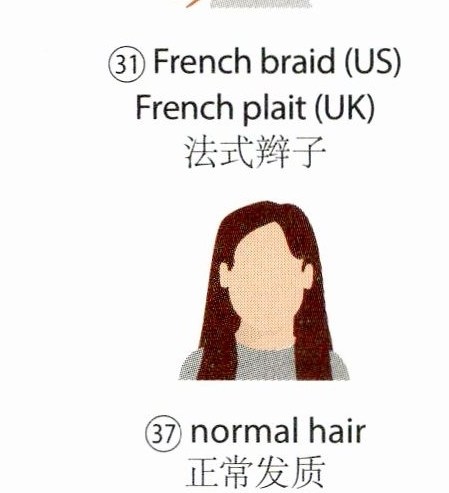 ㉛ French braid (US)
French plait (UK)
法式辫子
㊲ normal hair
正常发质